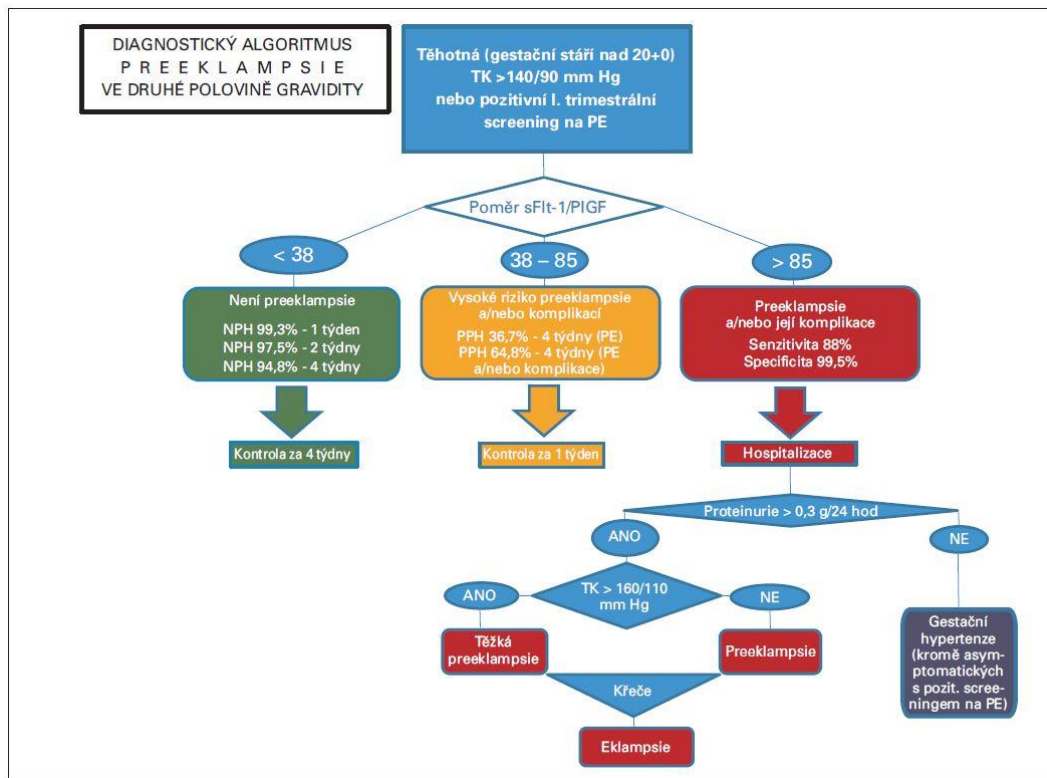 DIAGNOSTICKÝ ALGORITMUS
PREEKLAMPSIE
VE DRUHÉ POLOVINĚ GRAVIDITY
Těhotná (gestační stáří nad 20+0)
TK >140/90 mm Hg
nebo pozitivní I. trimestrální
screening na PE
Poměr sFlt-1/PlGF
< 38
38 – 85
> 85
Není preeklampsie
NPH 99,3% - 1 týden
NPH 97,5% - 2 týdny
NPH 94,8% - 4 týdny
Vysoké riziko preeklampsie
a/nebo komplikací
PPH 36,7% - 4 týdny (PE)
PPH 64,8% - 4 týdny (PE
a/nebo komplikace)
Preeklampsie
a/nebo její komplikace
Senzitivita 88%
Specificita 99,5%
Kontrola za 4 týdny
Kontrola za 1 týden
Hospitalizace
Proteinurie > 0,3 g/24 hod
ANO
NE
TK > 160/110
mm Hg
ANO
NE
Těžká
preeklampsie
Preeklampsie
Gestační
hypertenze
(kromě asym-
ptomatických
s pozit. scree-
ningem na PE)
Křeče
Eklampsie